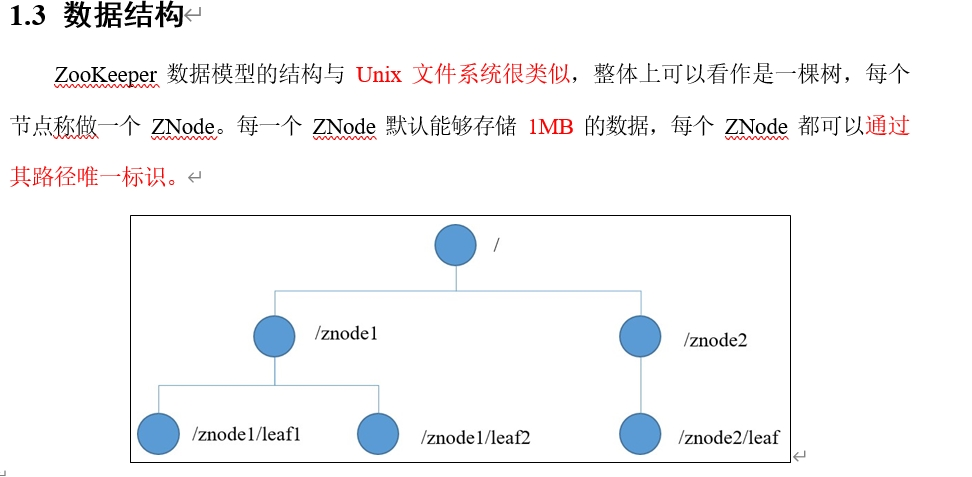 1.3 数据结构
ZooKeeper 数据模型的结构与 Unix 文件系统很类似，整体上可以看作是一棵树，每个
节点称做一个 ZNode。每一个 ZNode 默认能够存储 1MB 的数据，每个 ZNode 都可以通过
其路径唯一标识。
/
/znode1
/znode2
/znode1/leaf1
/znode1/leaf2
/znode2/leaf